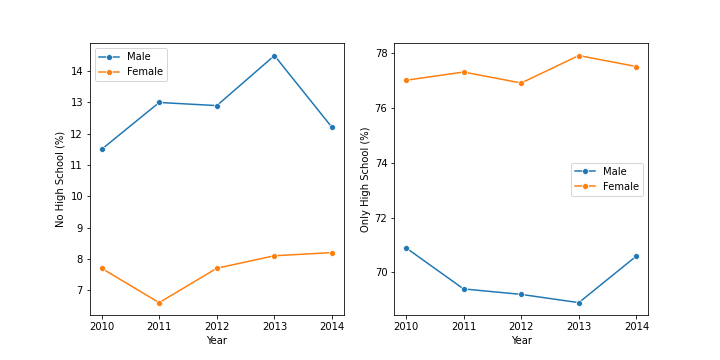 No High School (%)
14
13
12
11
10
9
8
7
Male
Female
2010 2011 2012 2013 2014
Year
Only High School (%)
78
76
74
72
70
Male
Female
2010 2011 2012 2013 2014
Year